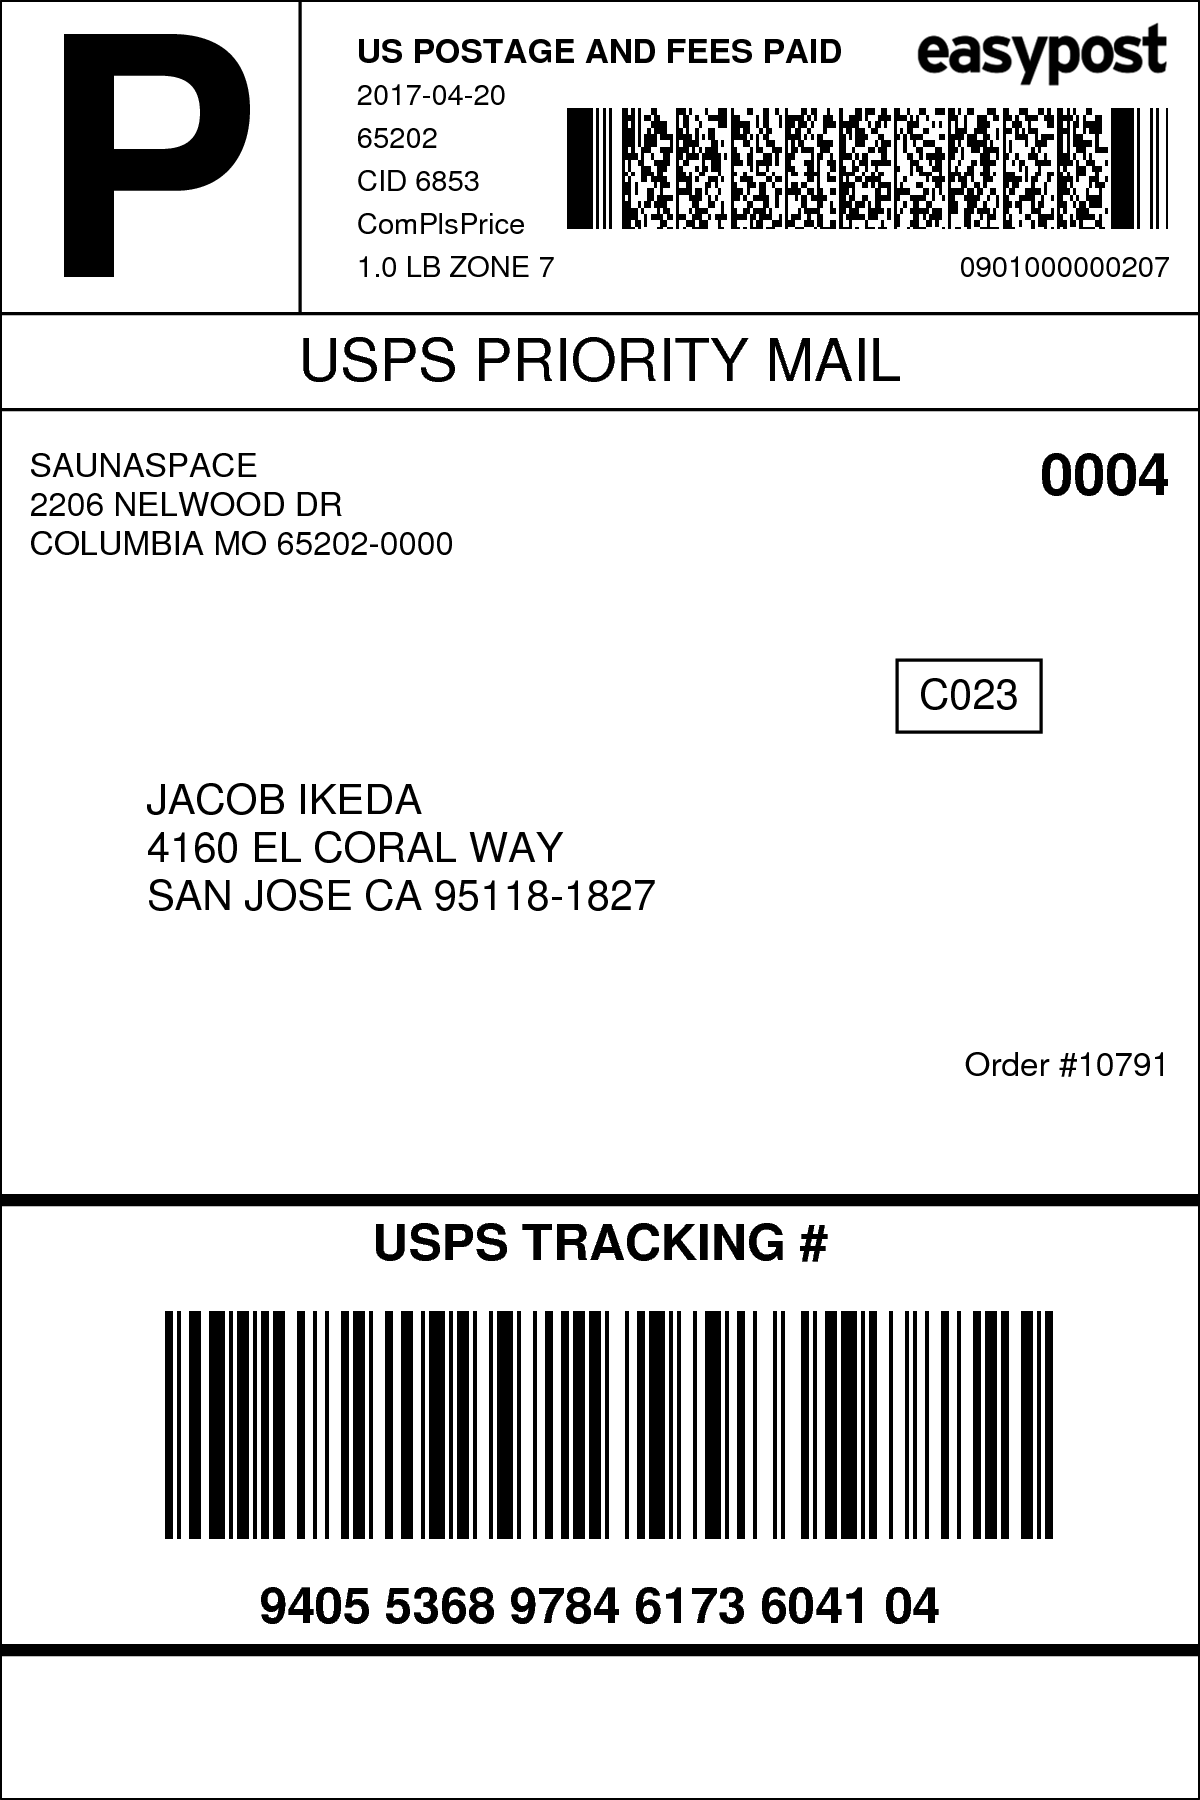 P
US POSTAGE AND FEES PAID
easypost
2017-04-20
65202
CID 6853
ComPlsPrice
1.0 LB ZONE 7
0901000000207
USPS PRIORITY MAIL
SAUNASPACE
2206 NELWOOD DR
COLUMBIA MO 65202-0000
0004
C023
JACOB IKEDA
4160 EL CORAL WAY
SAN JOSE CA 95118-1827
Order #10791
USPS TRACKING #
9405 5368 9784 6173 6041 04